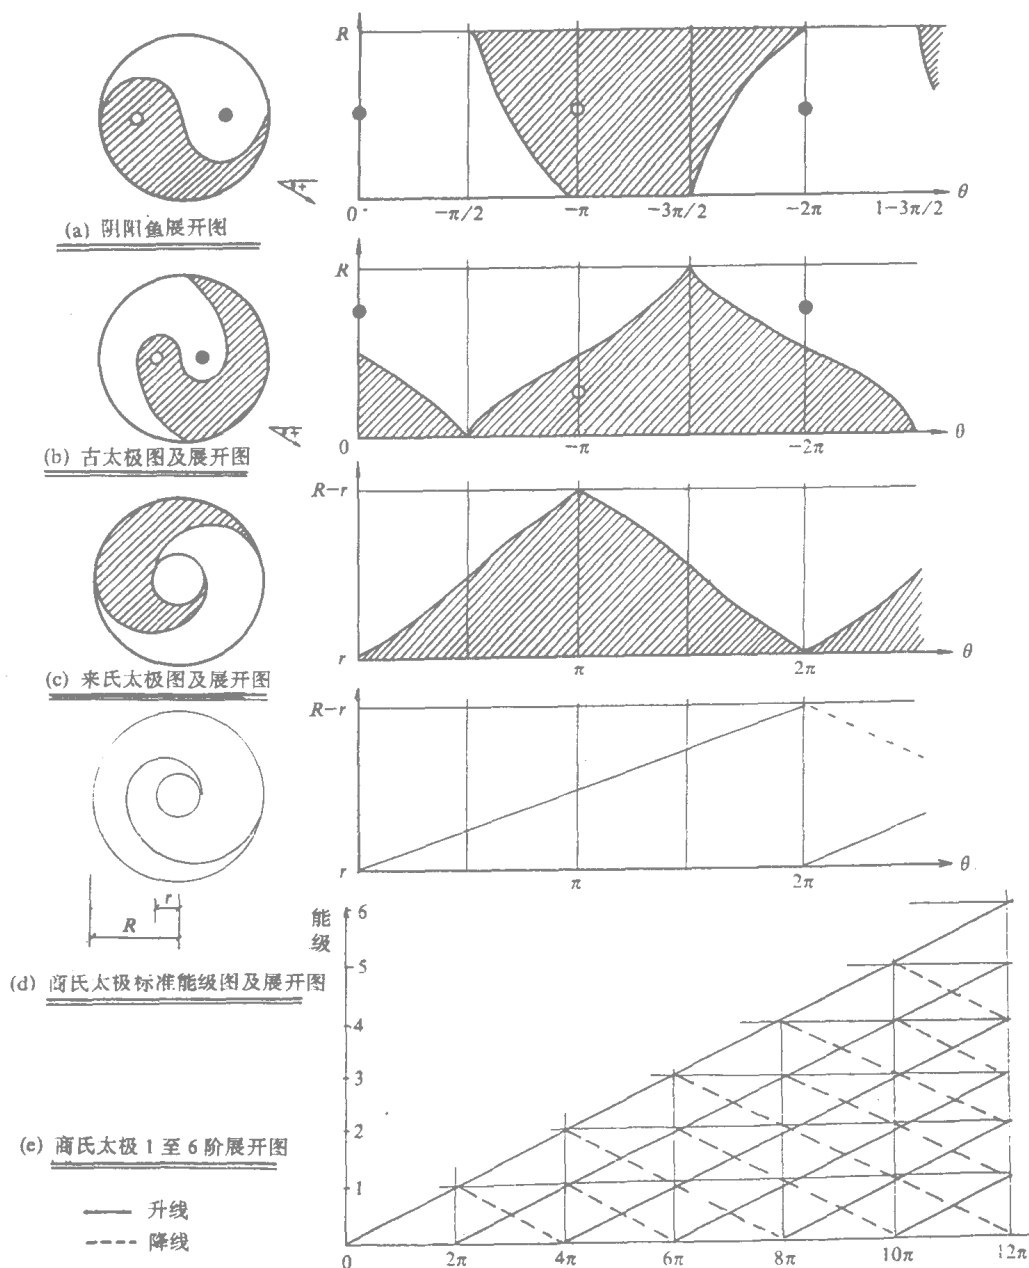 R
0
−π/2
−π
−3π/2
−2π
1−3π/2
θ
+
(a) 阴阳鱼展开图
R
0
−π
−2π
θ
+
(b) 古太极图及展开图
R−r
r
π
2π
θ
(c) 来氏太极图及展开图
R−r
r
π
2π
θ
r
R
(d) 商氏太极标准能级图及展开图
能
级
6
5
4
3
2
1
(e) 商氏太极 1 至 6 阶展开图
升线
降线
0
2π
4π
6π
8π
10π
12π